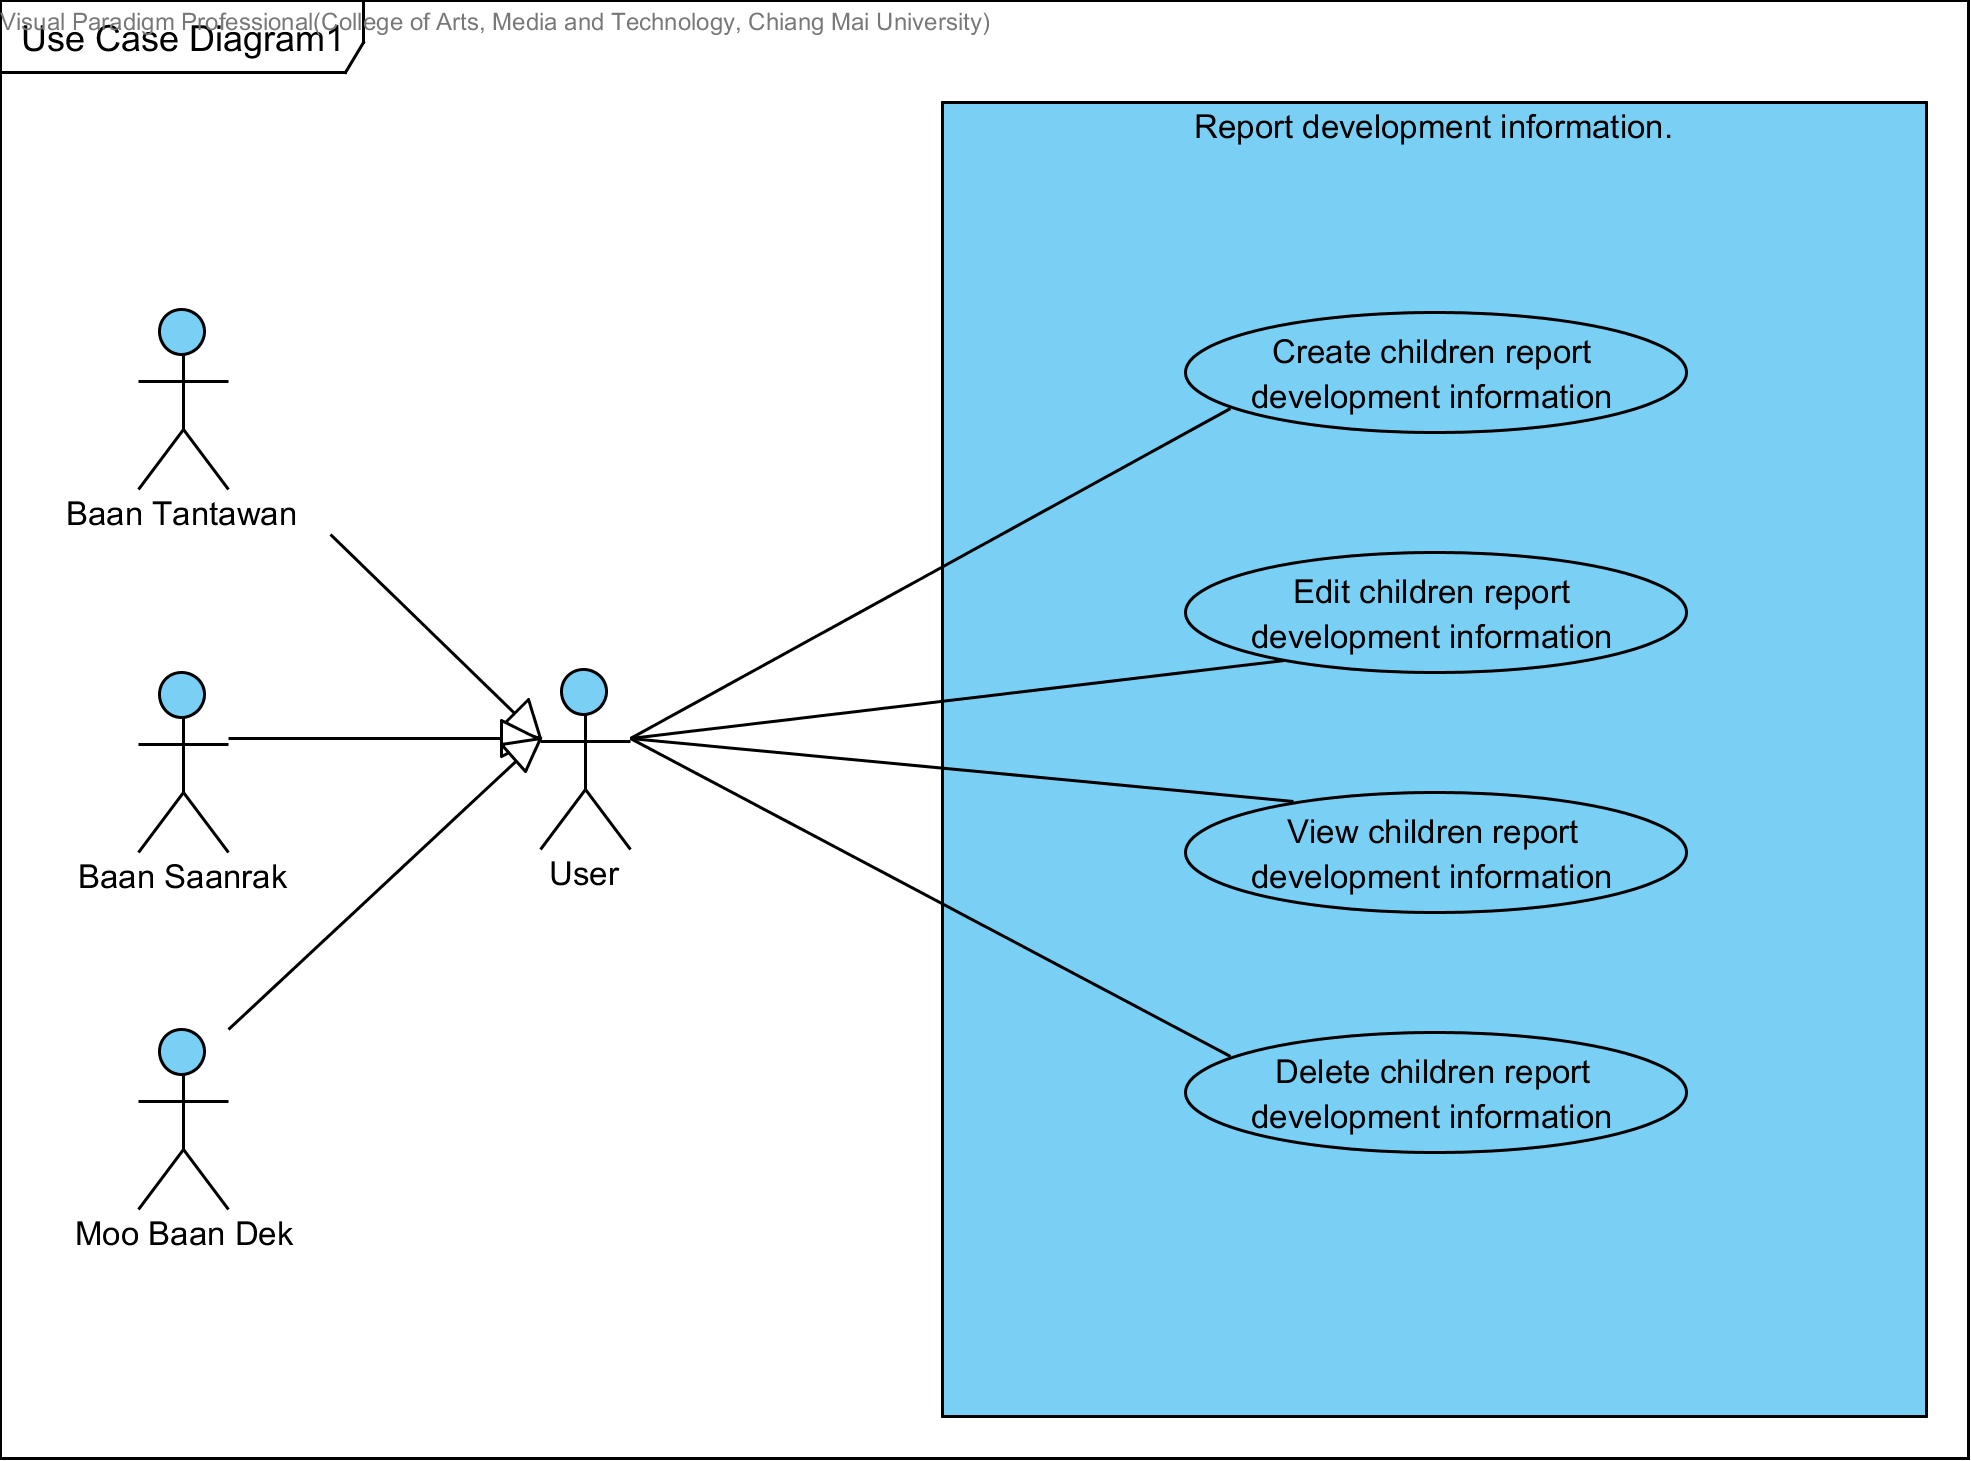 Visual Paradigm Professional(College of Arts, Media and Technology, Chiang Mai University)
Use Case Diagram1
Report development information.
Create children report
development information
Edit children report
development information
View children report
development information
Delete children report
development information
Baan Tantawan
Baan Saanrak
User
Moo Baan Dek